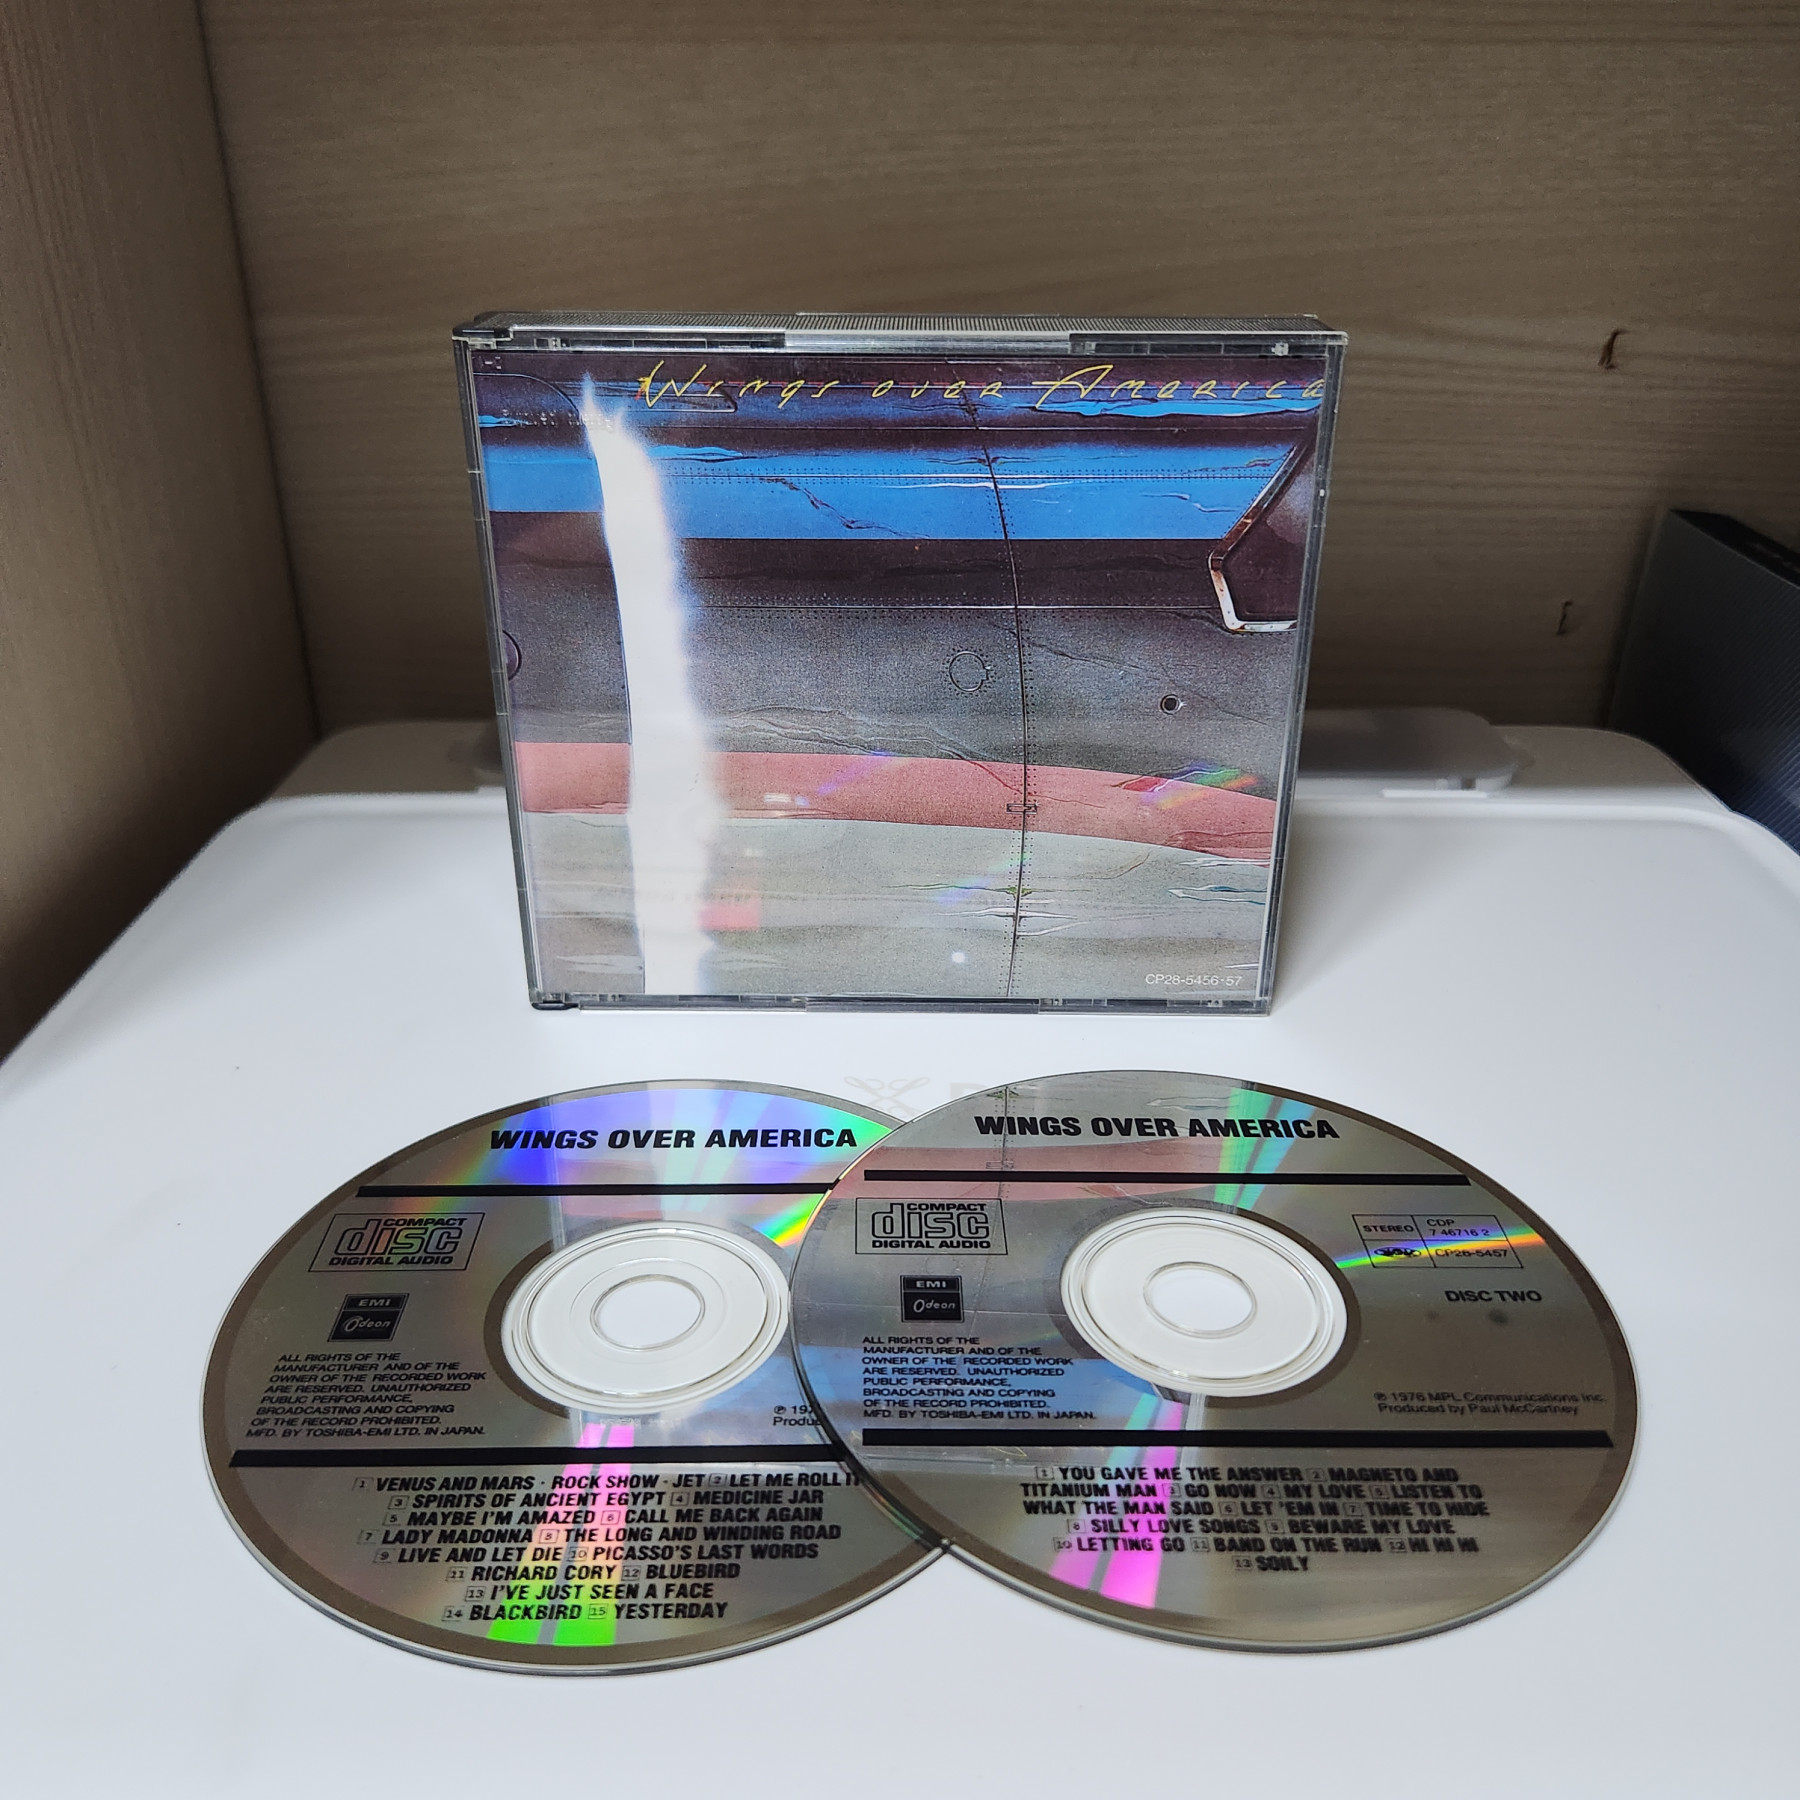 Wings over America
CP28-5456·57
WINGS OVER AMERICA
COMPACT
disc
DIGITAL AUDIO
EMI
Odeon
ALL RIGHTS OF THE
MANUFACTURER AND OF THE
OWNER OF THE RECORDED WORK
ARE RESERVED. UNAUTHORIZED
PUBLIC PERFORMANCE,
BROADCASTING AND COPYING
OF THE RECORD PROHIBITED.
MFD. BY TOSHIBA-EMI LTD. IN JAPAN.
1 VENUS AND MARS · ROCK SHOW · JET 2 LET ME ROLL IT
3 SPIRITS OF ANCIENT EGYPT 4 MEDICINE JAR
5 MAYBE I'M AMAZED 6 CALL ME BACK AGAIN
7 LADY MADONNA 8 THE LONG AND WINDING ROAD
9 LIVE AND LET DIE 10 PICASSO'S LAST WORDS
11 RICHARD CORY 12 BLUEBIRD
13 I'VE JUST SEEN A FACE
14 BLACKBIRD 15 YESTERDAY
WINGS OVER AMERICA
COMPACT
disc
DIGITAL AUDIO
STEREO
CDP
7 46716 2
CP28-5457
DISC TWO
EMI
Odeon
ALL RIGHTS OF THE
MANUFACTURER AND OF THE
OWNER OF THE RECORDED WORK
ARE RESERVED. UNAUTHORIZED
PUBLIC PERFORMANCE,
BROADCASTING AND COPYING
OF THE RECORD PROHIBITED.
MFD. BY TOSHIBA-EMI LTD. IN JAPAN.
℗ 1976 MPL Communications Inc.
Produced by Paul McCartney
1 YOU GAVE ME THE ANSWER 2 MAGNETO AND
TITANIUM MAN 3 GO NOW 4 MY LOVE 5 LISTEN TO
WHAT THE MAN SAID 6 LET 'EM IN 7 TIME TO HIDE
8 SILLY LOVE SONGS 9 BEWARE MY LOVE
10 LETTING GO 11 BAND ON THE RUN 12 HI HI HI
13 SOILY